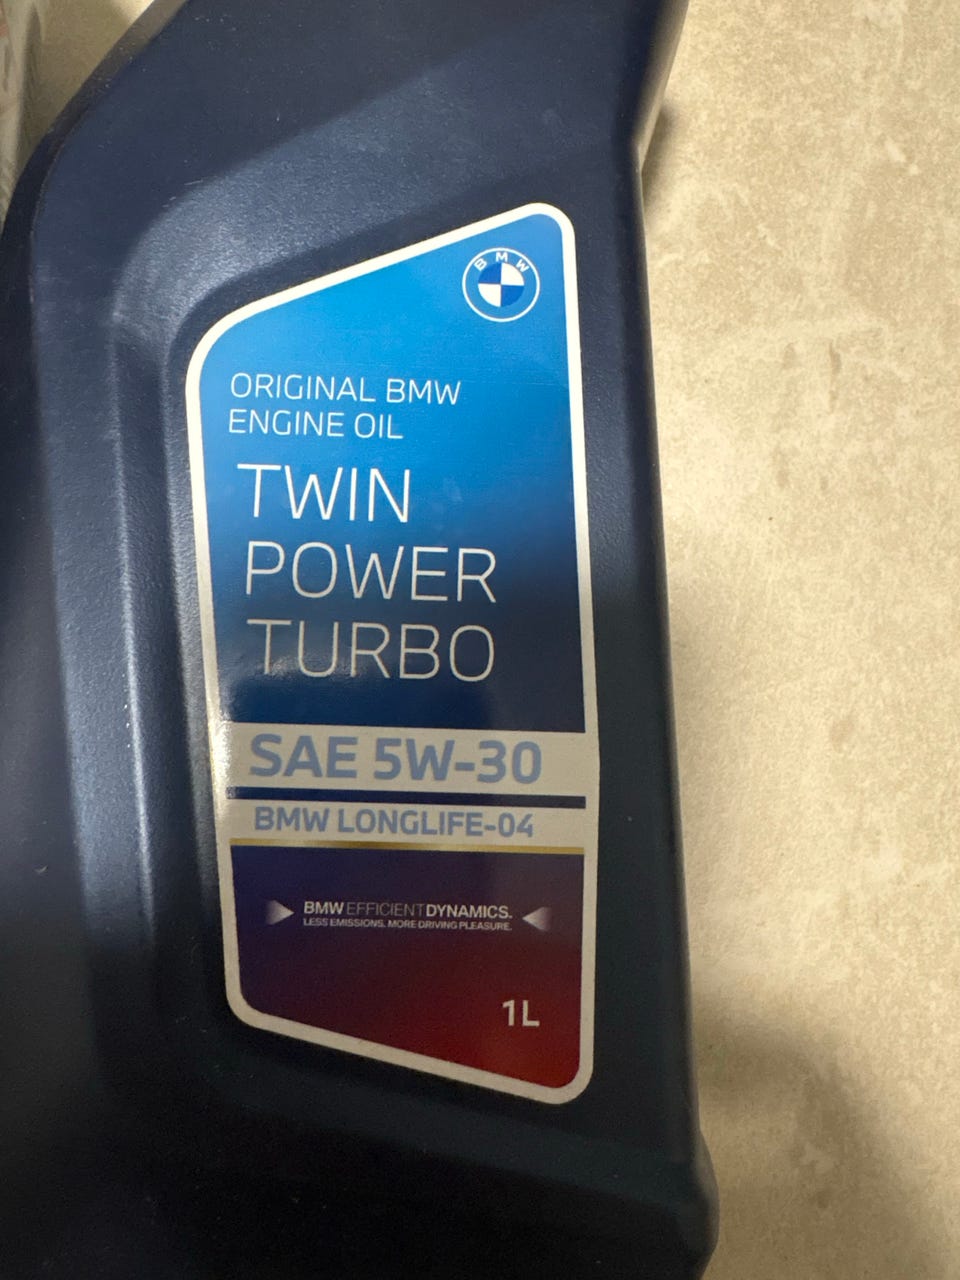 BMW
ORIGINAL BMW
ENGINE OIL
TWIN
POWER
TURBO
SAE 5W-30
BMW LONGLIFE-04
BMW EFFICIENTDYNAMICS.
LESS EMISSIONS. MORE DRIVING PLEASURE.
1L